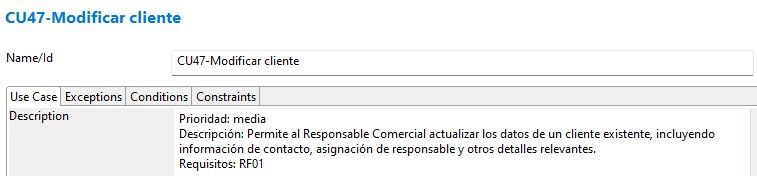 CU47-Modificar cliente
Name/Id CU47-Modificar cliente
Use Case Exceptions Conditions Constraints
Description Prioridad: media
Descripción: Permite al Responsable Comercial actualizar los datos de un cliente existente, incluyendo
información de contacto, asignación de responsable y otros detalles relevantes.
Requisitos: RF01